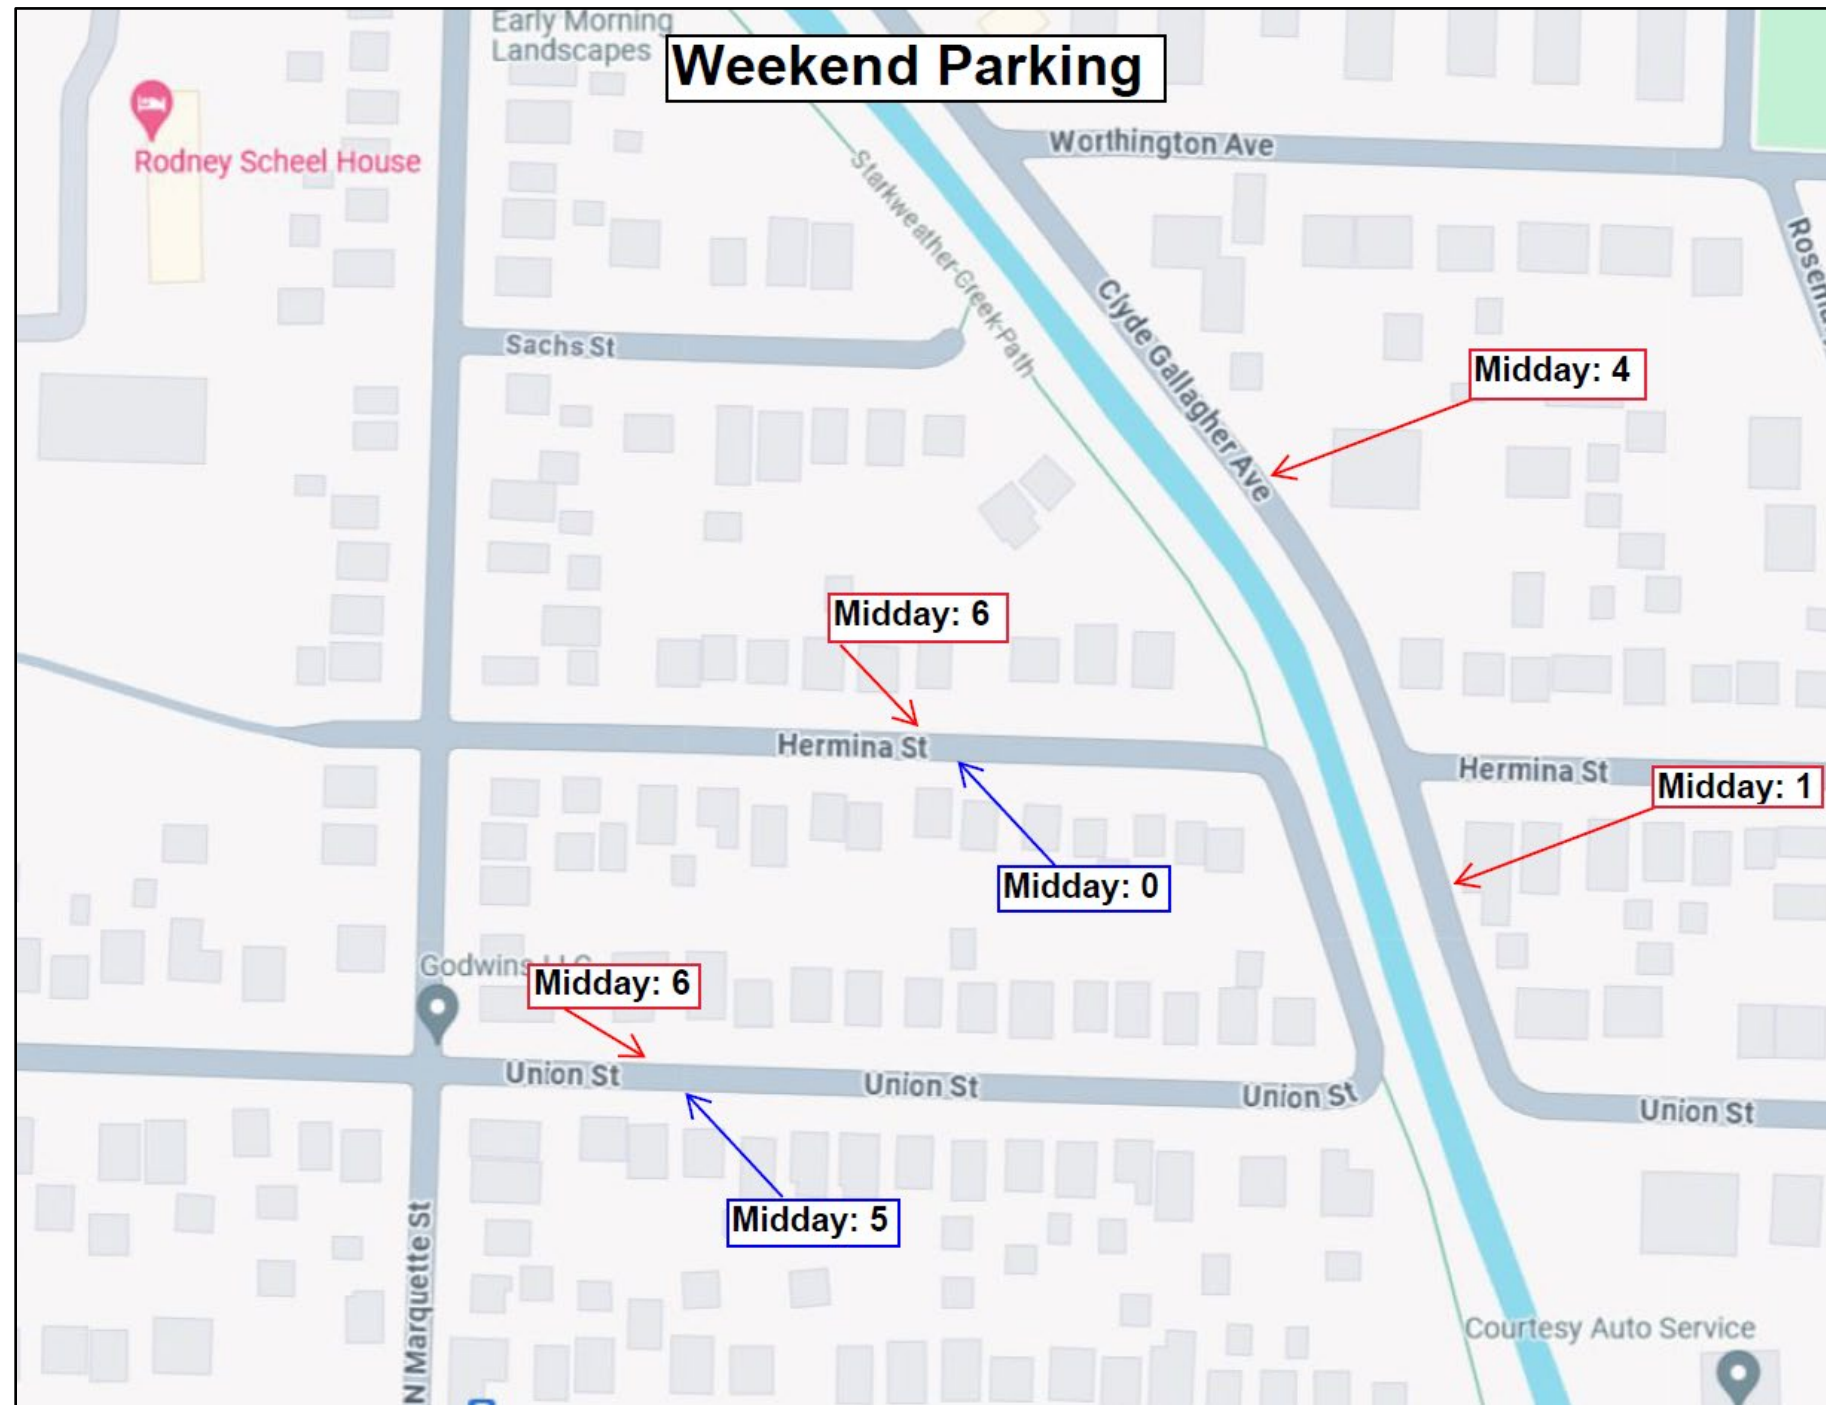 Early Morning
Landscapes
Weekend Parking
Rodney Scheel House
Worthington Ave
Starkweather-Creek-Path
Clyde Gallagher Ave
Sachs St
Midday: 4
Midday: 6
Hermina St
Hermina St
Midday: 1
Midday: 0
Midday: 6
Union St
Union St
Union St
Union St
Midday: 5
N Marquette St
Courtesy Auto Service